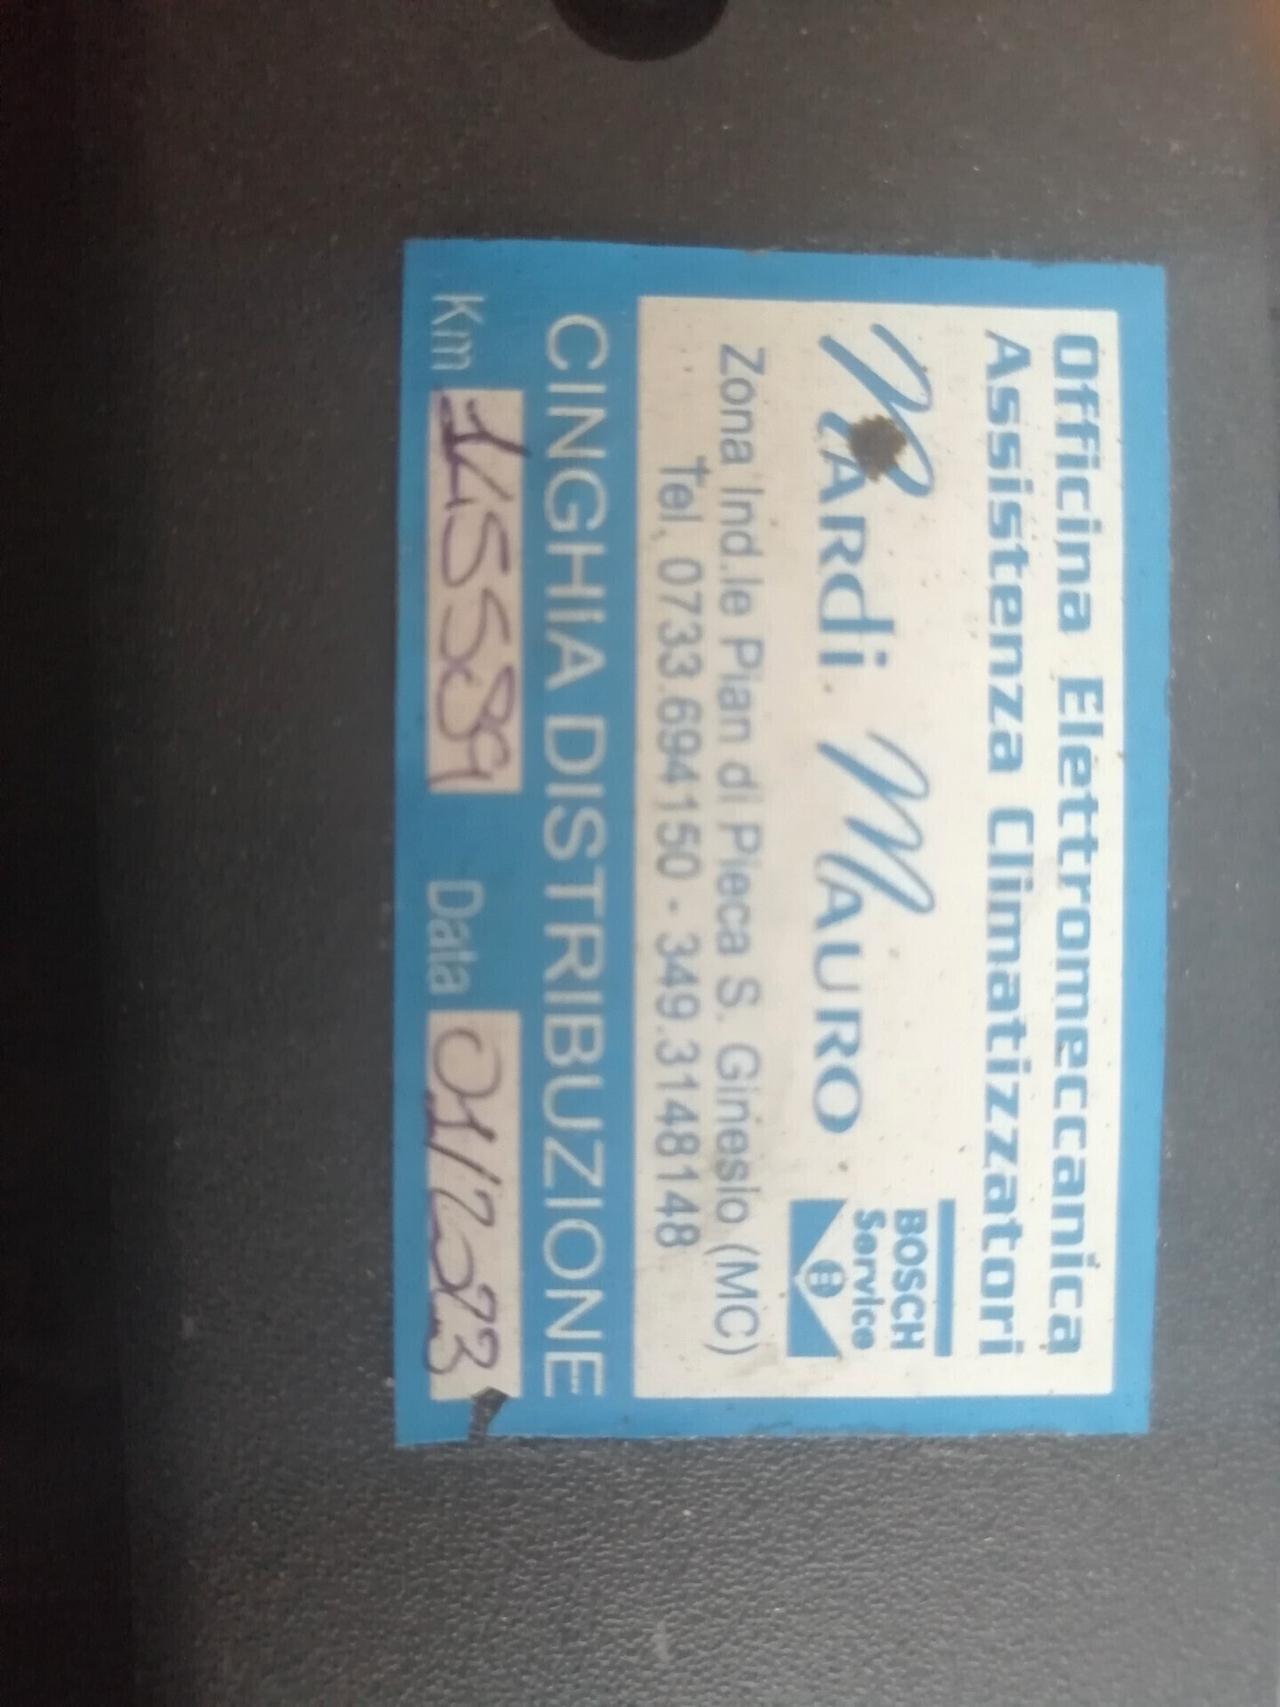 Officina Elettromeccanica
Assistenza Climatizzatori
NARdi MAURO
BOSCH
Service
Zona Ind.le Pian di Pieca S. Ginesio (MC)
Tel. 0733.694150 - 349.3148148
CINGHIA DISTRIBUZIONE
Km 145589 Data 01/2023